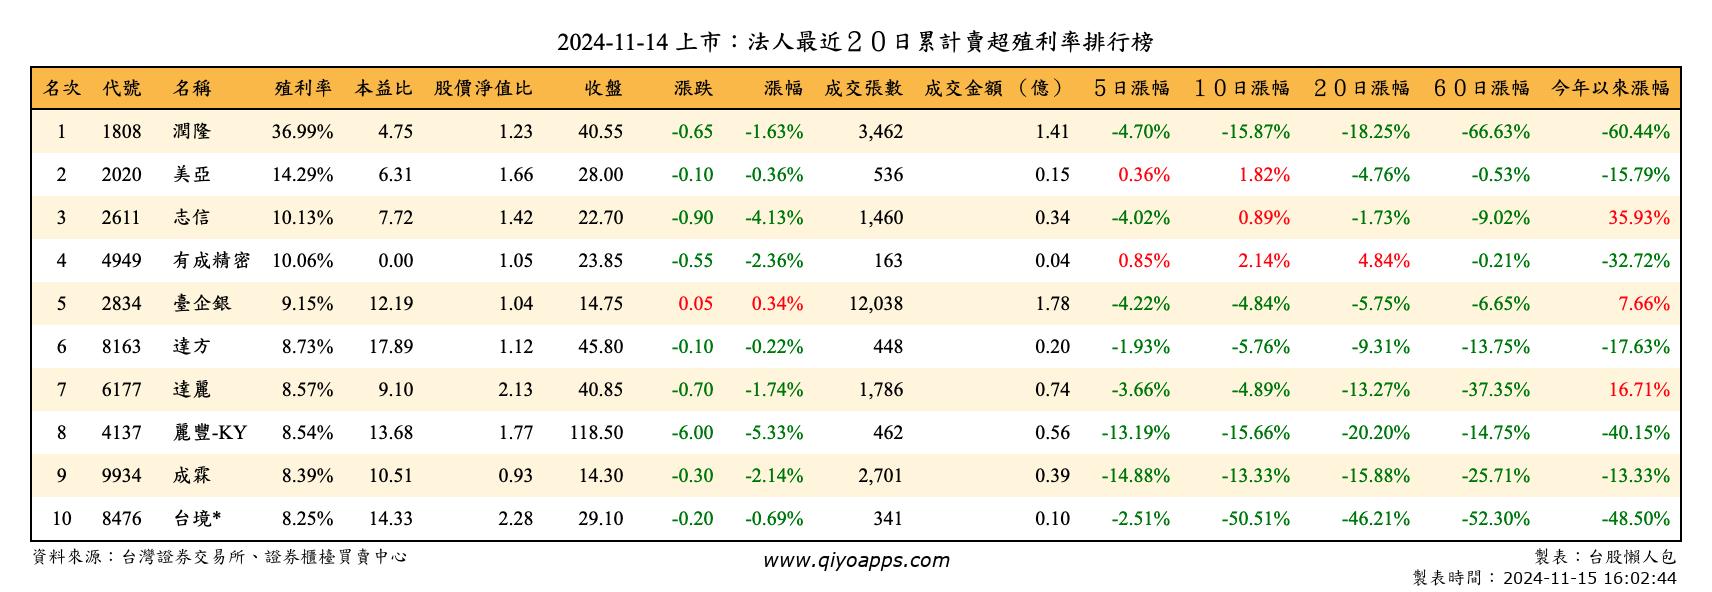 2024-11-14 上市：法人最近２０日累計賣超殖利率排行榜
名次 代號 名稱 殖利率 本益比 股價淨值比 收盤 漲跌 漲幅 成交張數 成交金額（億） ５日漲幅 １０日漲幅 ２０日漲幅 ６０日漲幅 今年以來漲幅
1 1808 潤隆 36.99% 4.75 1.23 40.55 -0.65 -1.63% 3,462 1.41 -4.70% -15.87% -18.25% -66.63% -60.44%
2 2020 美亞 14.29% 6.31 1.66 28.00 -0.10 -0.36% 536 0.15 0.36% 1.82% -4.76% -0.53% -15.79%
3 2611 志信 10.13% 7.72 1.42 22.70 -0.90 -4.13% 1,460 0.34 -4.02% 0.89% -1.73% -9.02% 35.93%
4 4949 有成精密 10.06% 0.00 1.05 23.85 -0.55 -2.36% 163 0.04 0.85% 2.14% 4.84% -0.21% -32.72%
5 2834 臺企銀 9.15% 12.19 1.04 14.75 0.05 0.34% 12,038 1.78 -4.22% -4.84% -5.75% -6.65% 7.66%
6 8163 達方 8.73% 17.89 1.12 45.80 -0.10 -0.22% 448 0.20 -1.93% -5.76% -9.31% -13.75% -17.63%
7 6177 達麗 8.57% 9.10 2.13 40.85 -0.70 -1.74% 1,786 0.74 -3.66% -4.89% -13.27% -37.35% 16.71%
8 4137 麗豐-KY 8.54% 13.68 1.77 118.50 -6.00 -5.33% 462 0.56 -13.19% -15.66% -20.20% -14.75% -40.15%
9 9934 成霖 8.39% 10.51 0.93 14.30 -0.30 -2.14% 2,701 0.39 -14.88% -13.33% -15.88% -25.71% -13.33%
10 8476 台境* 8.25% 14.33 2.28 29.10 -0.20 -0.69% 341 0.10 -2.51% -50.51% -46.21% -52.30% -48.50%
資料來源：台灣證券交易所、證券櫃檯買賣中心 www.qiyoapps.com 製表：台股懶人包
製表時間：2024-11-15 16:02:44